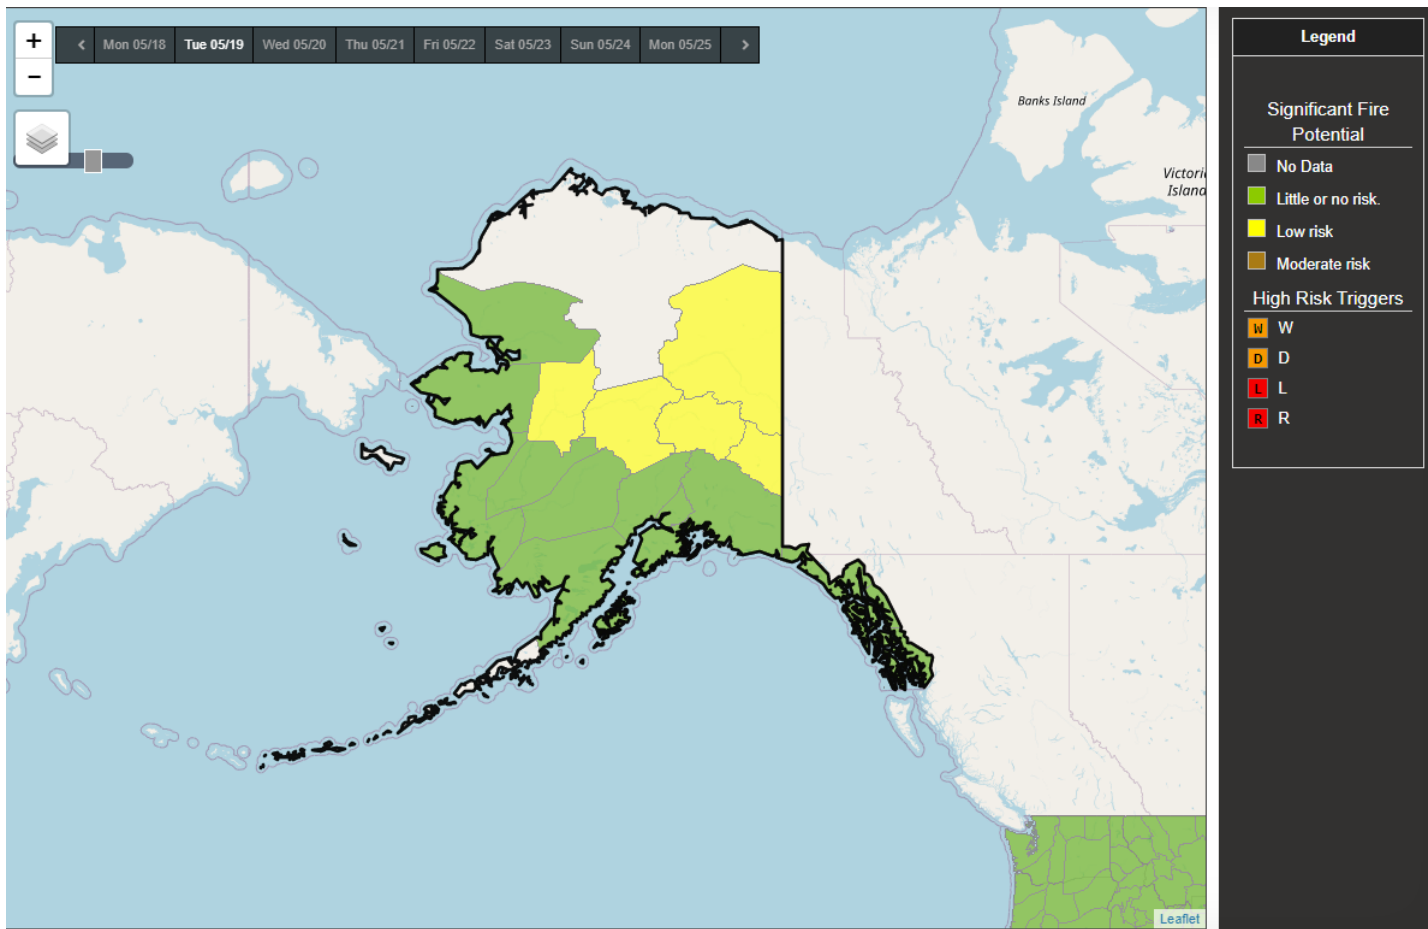 +
−
‹ Mon 05/18 Tue 05/19 Wed 05/20 Thu 05/21 Fri 05/22 Sat 05/23 Sun 05/24 Mon 05/25 ›
Banks Island
Victori
Island
Leaflet
Legend
Significant Fire
Potential
No Data
Little or no risk.
Low risk
Moderate risk
High Risk Triggers
W W
D D
L L
R R